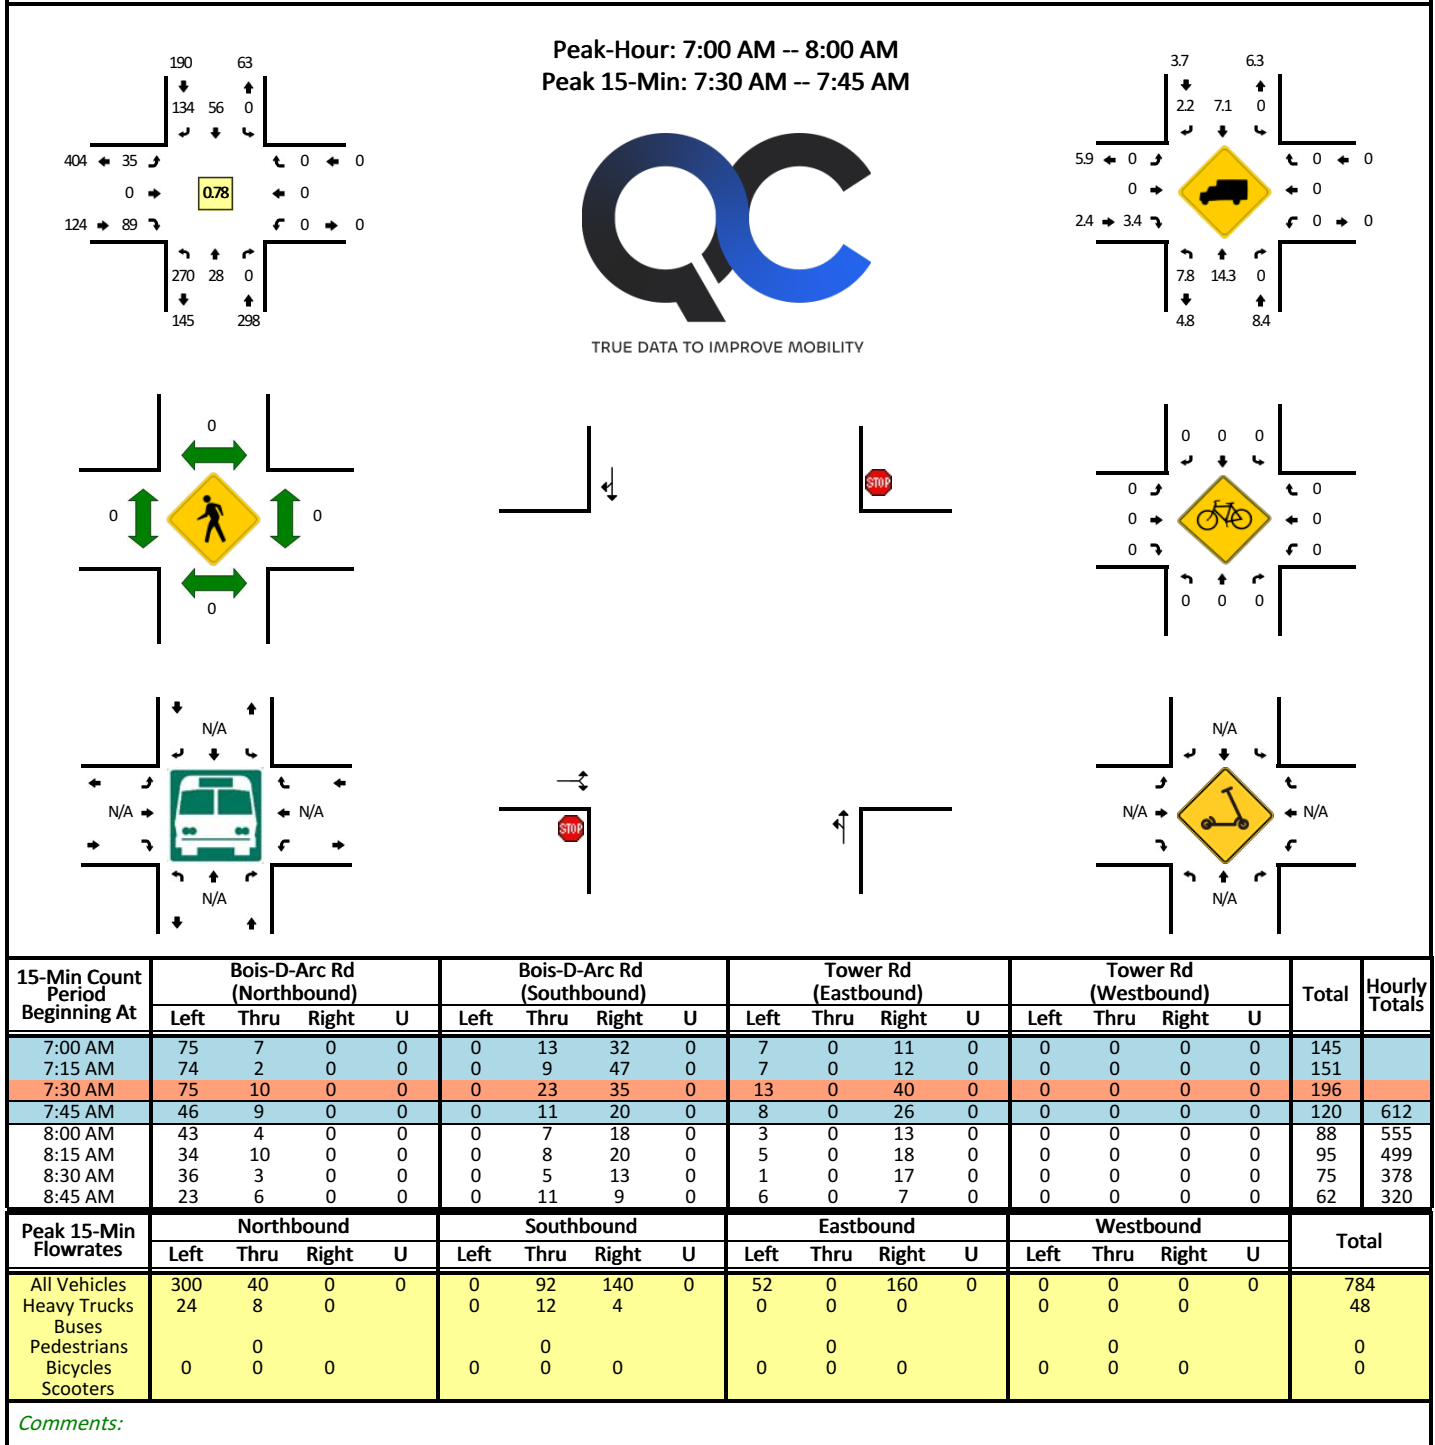 Peak-Hour: 7:00 AM -- 8:00 AM
Peak 15-Min: 7:30 AM -- 7:45 AM
190 63
134 56 0
404 35 0 0
0 0.78 0
124 89 0 0
270 28 0
145 298
3.7 6.3
2.2 7.1 0
5.9 0 0 0
0 0
2.4 3.4 0 0
7.8 14.3 0
4.8 8.4
QC
TRUE DATA TO IMPROVE MOBILITY
0
0 0
0
STOP
0 0 0
0 0
0 0
0 0
0 0 0
N/A
N/A N/A
N/A
STOP
N/A
N/A N/A
N/A
15-Min Count Period Beginning At Bois-D-Arc Rd (Northbound) Bois-D-Arc Rd (Southbound) Tower Rd (Eastbound) Tower Rd (Westbound) Total Hourly Totals
Left Thru Right U Left Thru Right U Left Thru Right U Left Thru Right U
7:00 AM 75 7 0 0 0 13 32 0 7 0 11 0 0 0 0 0 145
7:15 AM 74 2 0 0 0 9 47 0 7 0 12 0 0 0 0 0 151
7:30 AM 75 10 0 0 0 23 35 0 13 0 40 0 0 0 0 0 196
7:45 AM 46 9 0 0 0 11 20 0 8 0 26 0 0 0 0 0 120 612
8:00 AM 43 4 0 0 0 7 18 0 3 0 13 0 0 0 0 0 88 555
8:15 AM 34 10 0 0 0 8 20 0 5 0 18 0 0 0 0 0 95 499
8:30 AM 36 3 0 0 0 5 13 0 1 0 17 0 0 0 0 0 75 378
8:45 AM 23 6 0 0 0 11 9 0 6 0 7 0 0 0 0 0 62 320
Peak 15-Min Flowrates Northbound Southbound Eastbound Westbound Total
Left Thru Right U Left Thru Right U Left Thru Right U Left Thru Right U
All Vehicles 300 40 0 0 0 92 140 0 52 0 160 0 0 0 0 0 784
Heavy Trucks 24 8 0 0 12 4 0 0 0 0 0 0 48
Buses
Pedestrians 0 0 0 0 0
Bicycles 0 0 0 0 0 0 0 0 0 0 0 0 0
Scooters
Comments: